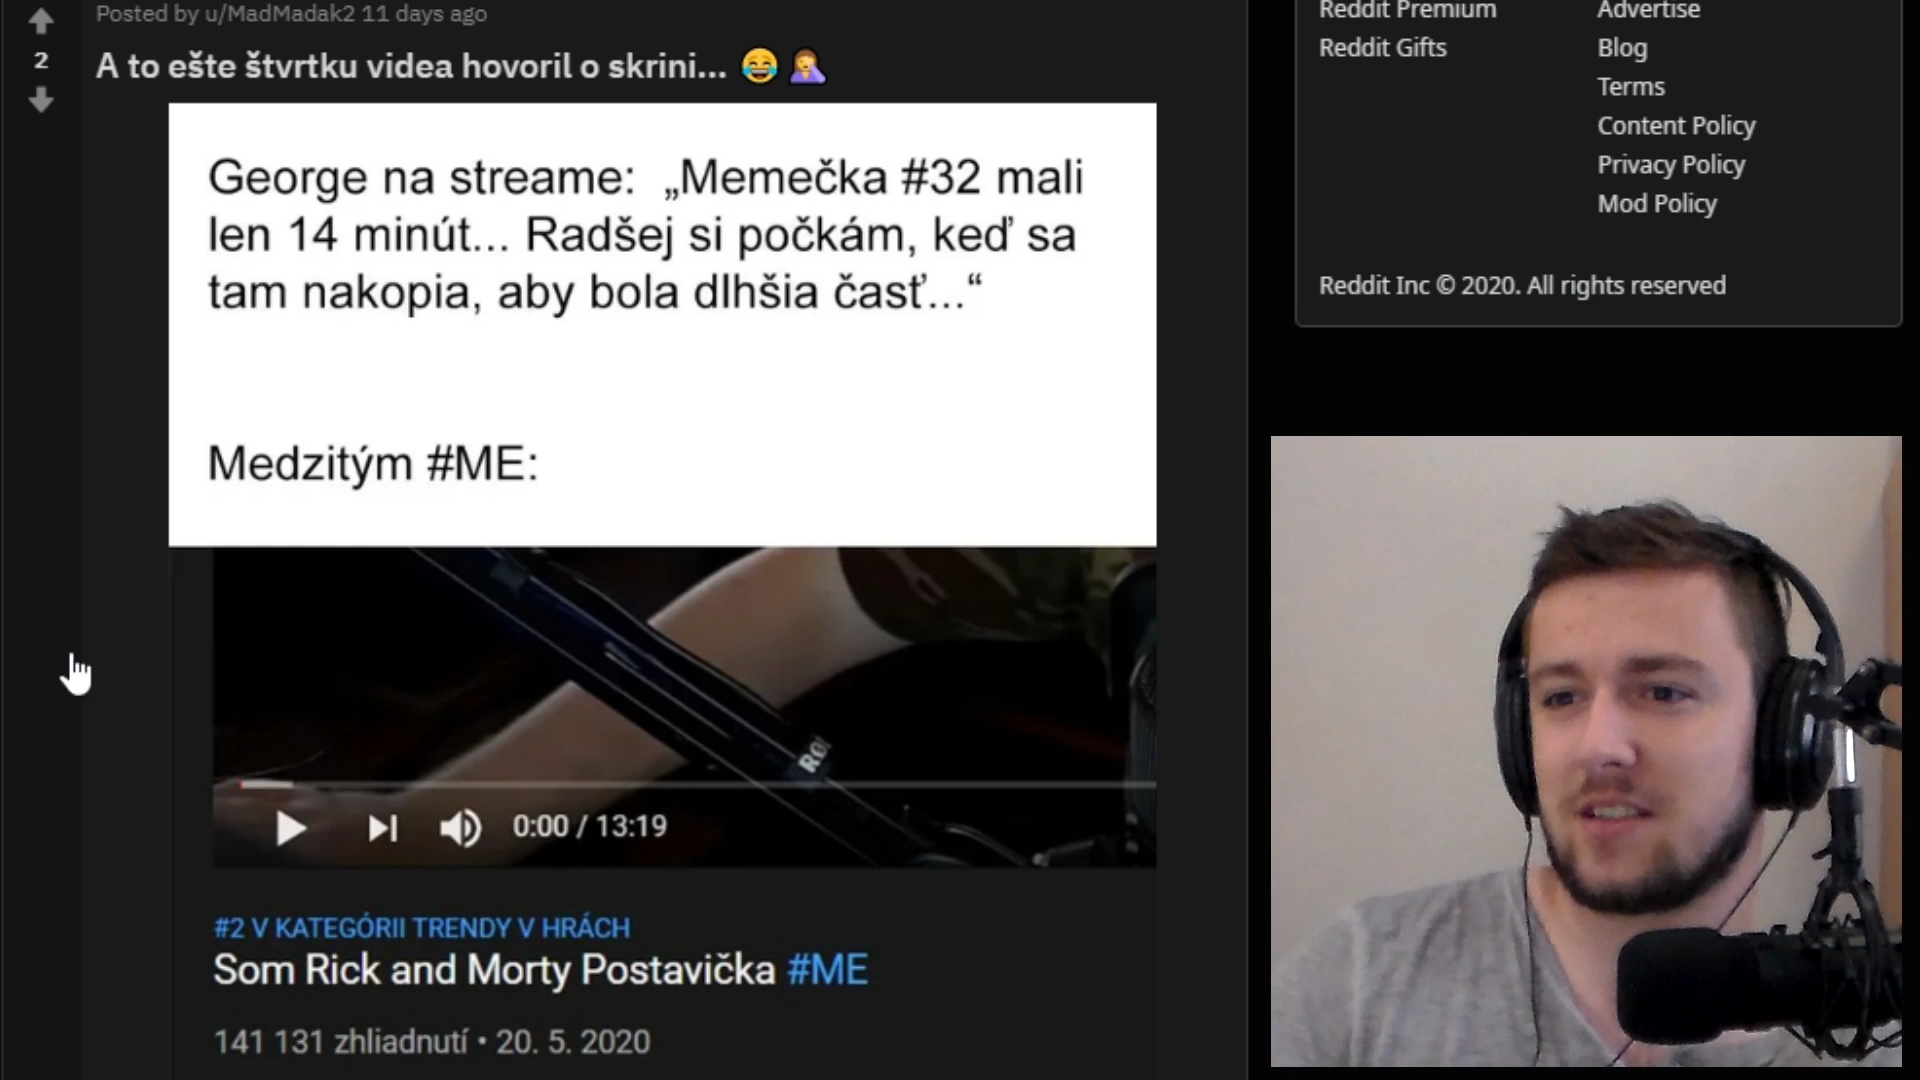 Posted by u/MadMadak2 11 days ago
2
A to ešte štvrtku videa hovoril o skrini... 😂 🤦
George na streame: „Memečka #32 mali
len 14 minút... Radšej si počkám, keď sa
tam nakopia, aby bola dlhšia časť...“
Medzitým #ME:
0:00 / 13:19
#2 V KATEGÓRII TRENDY V HRÁCH
Som Rick and Morty Postavička #ME
141 131 zhliadnutí • 20. 5. 2020
Reddit Premium
Reddit Gifts
Advertise
Blog
Terms
Content Policy
Privacy Policy
Mod Policy
Reddit Inc © 2020. All rights reserved